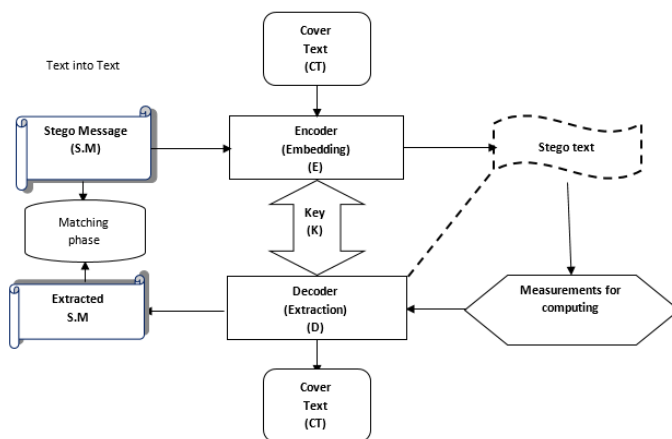 Cover
Text
(CT)
Text into Text
Stego Message
(S.M)
Encoder
(Embedding)
(E)
Stego text
Matching
phase
Key
(K)
Extracted
S.M
Decoder
(Extraction)
(D)
Measurements for
computing
Cover
Text
(CT)